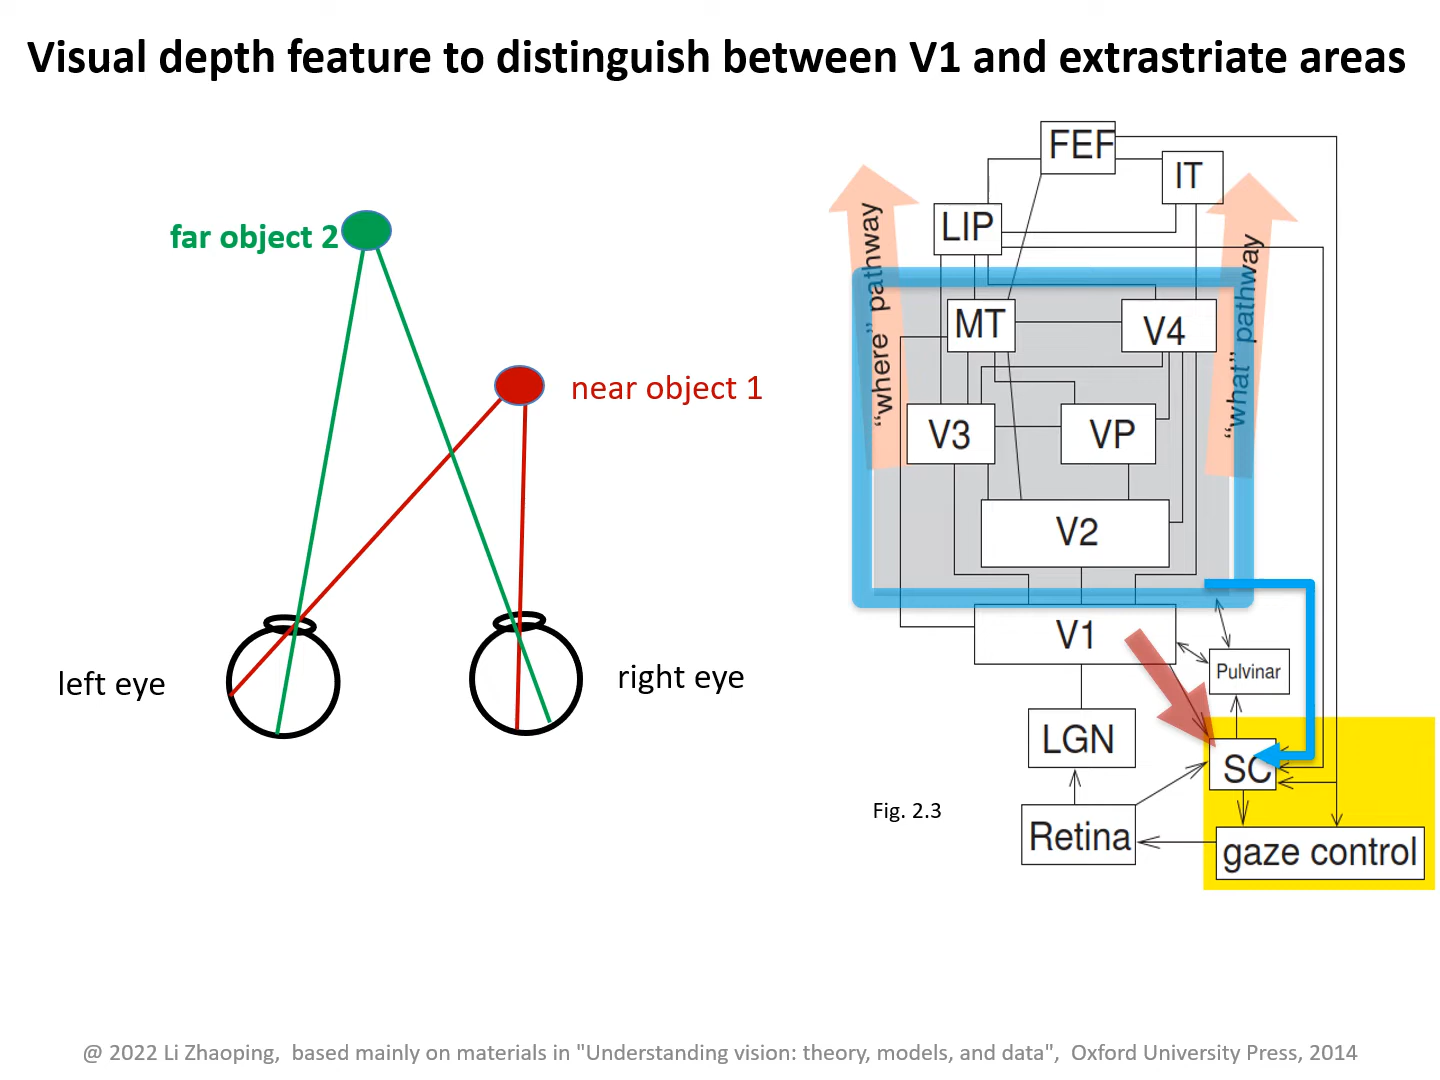 Visual depth feature to distinguish between V1 and extrastriate areas
far object 2
near object 1
left eye
right eye
FEF
IT
LIP
"where" pathway
"what" pathway
MT
V4
V3
VP
V2
V1
Pulvinar
LGN
SC
Fig. 2.3
Retina
gaze control
@ 2022 Li Zhaoping, based mainly on materials in "Understanding vision: theory, models, and data", Oxford University Press, 2014